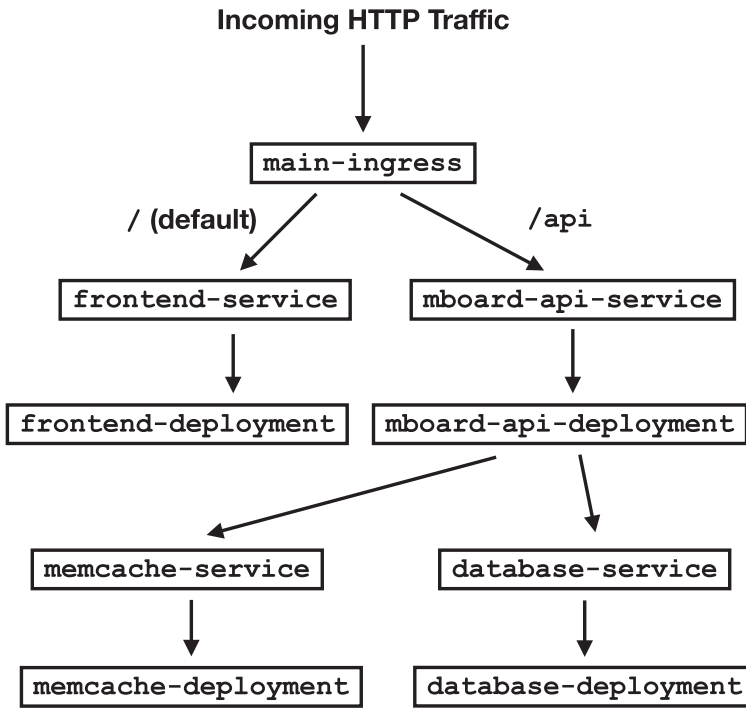 Incoming HTTP Traffic
main-ingress
/ (default)
/api
frontend-service
mboard-api-service
frontend-deployment
mboard-api-deployment
memcache-service
database-service
memcache-deployment
database-deployment